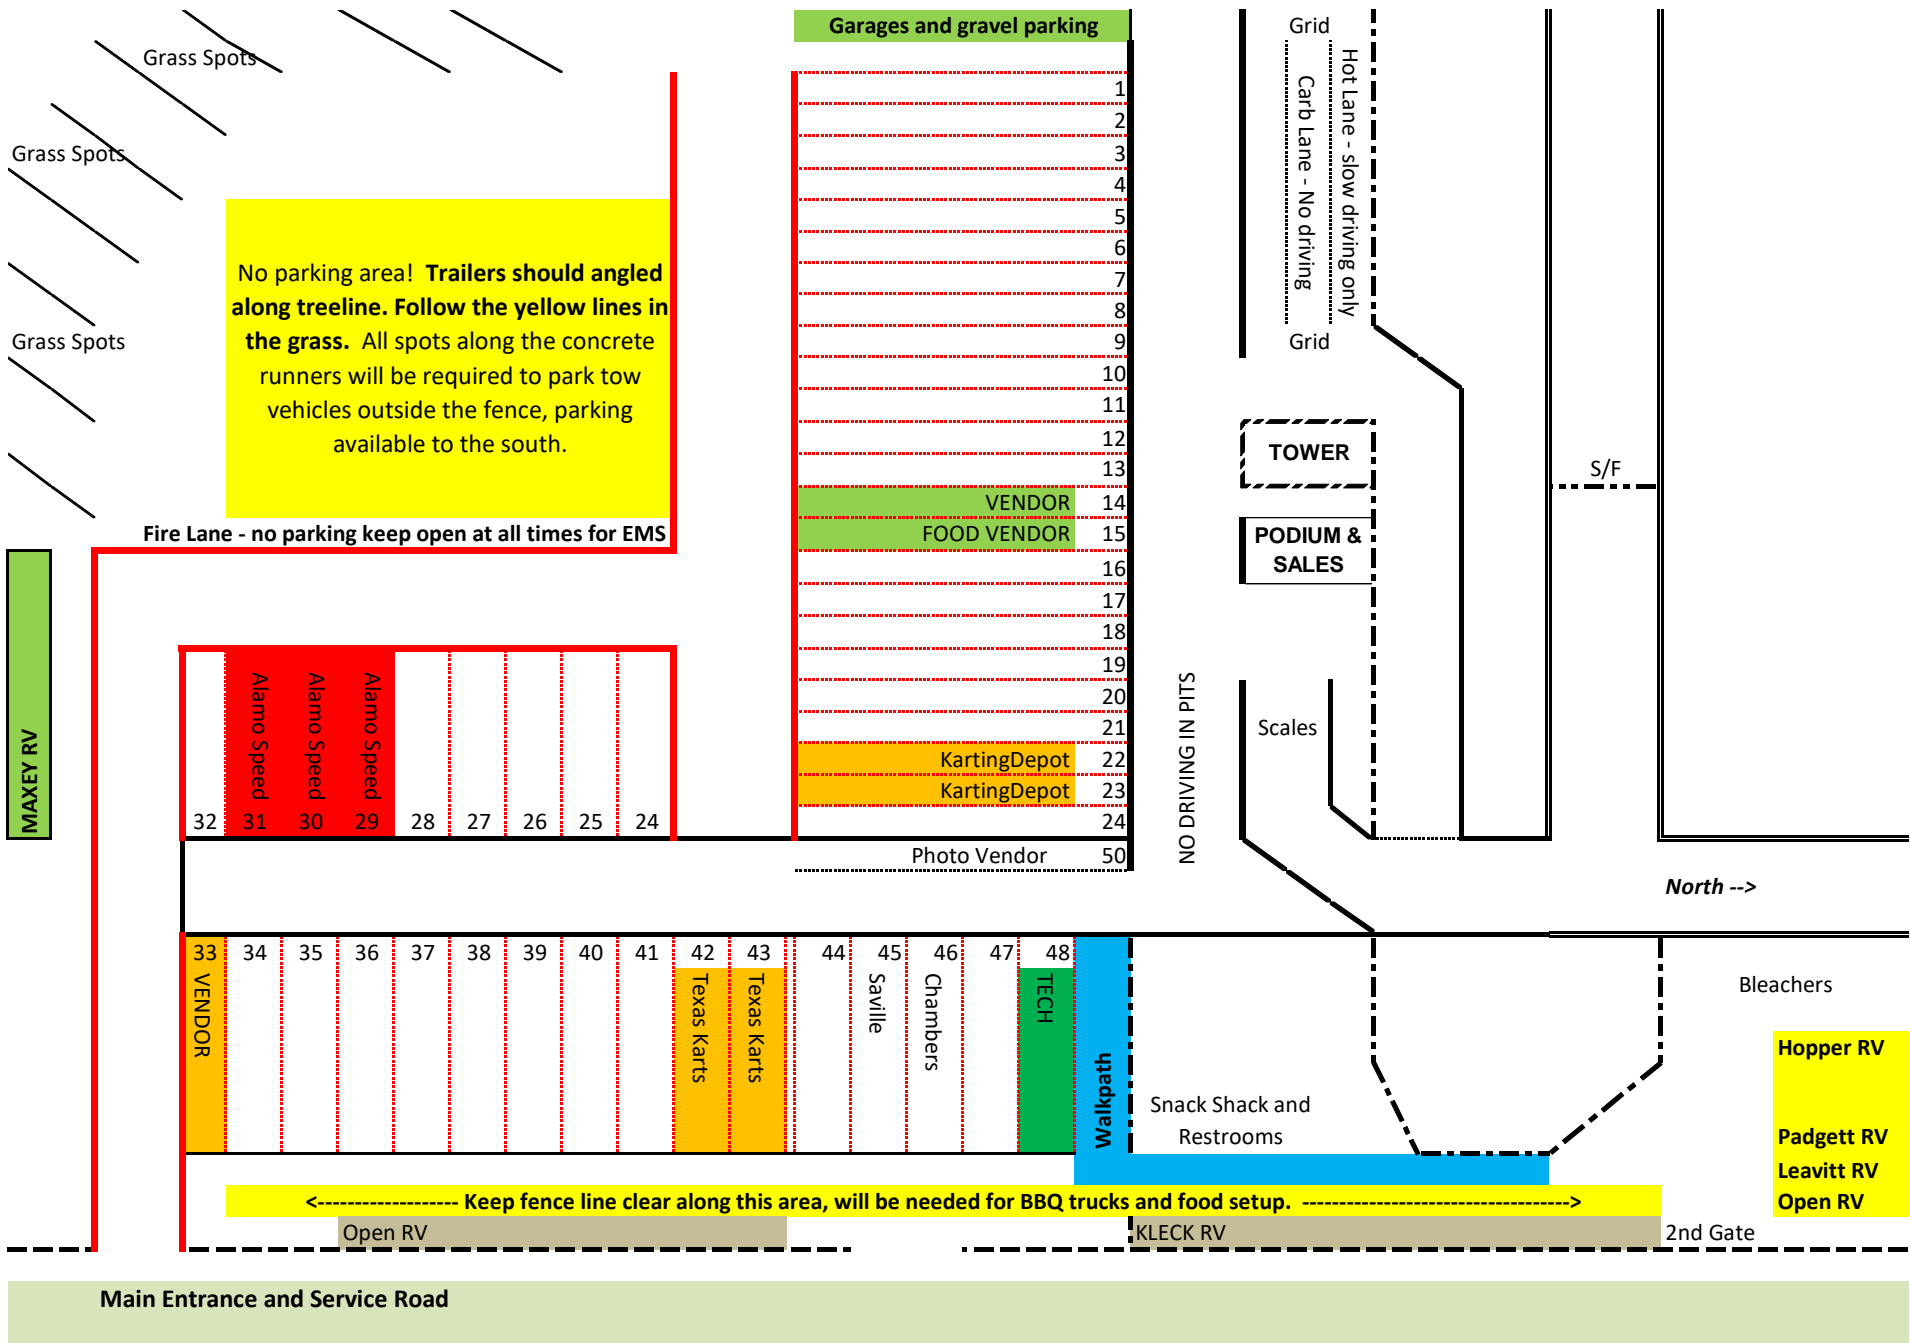 Garages and gravel parking
Grid
Grass Spots
Hot Lane - slow driving only
Carb Lane - No driving
1
2
3
Grass Spots
4
5
6
No parking area! Trailers should angled
along treeline. Follow the yellow lines in
the grass. All spots along the concrete
runners will be required to park tow
vehicles outside the fence, parking
available to the south.
7
8
9
Grid
Grass Spots
10
11
12
13
TOWER
S/F
VENDOR 14
FOOD VENDOR 15
Fire Lane - no parking keep open at all times for EMS
PODIUM &
SALES
16
17
18
19
20
21
MAXEY RV
Alamo Speed
Alamo Speed
Alamo Speed
NO DRIVING IN PITS
Scales
KartingDepot 22
KartingDepot 23
32 31 30 29 28 27 26 25 24
24
Photo Vendor 50
North -->
33 34 35 36 37 38 39 40 41 42 43 44 45 46 47 48
VENDOR
Texas Karts
Texas Karts
Saville
Chambers
TECH
Walkpath
Bleachers
Hopper RV
Snack Shack and
Restrooms
Padgett RV
Leavitt RV
Open RV
<------------------- Keep fence line clear along this area, will be needed for BBQ trucks and food setup. ---------------------------------->
Open RV
KLECK RV
2nd Gate
Main Entrance and Service Road